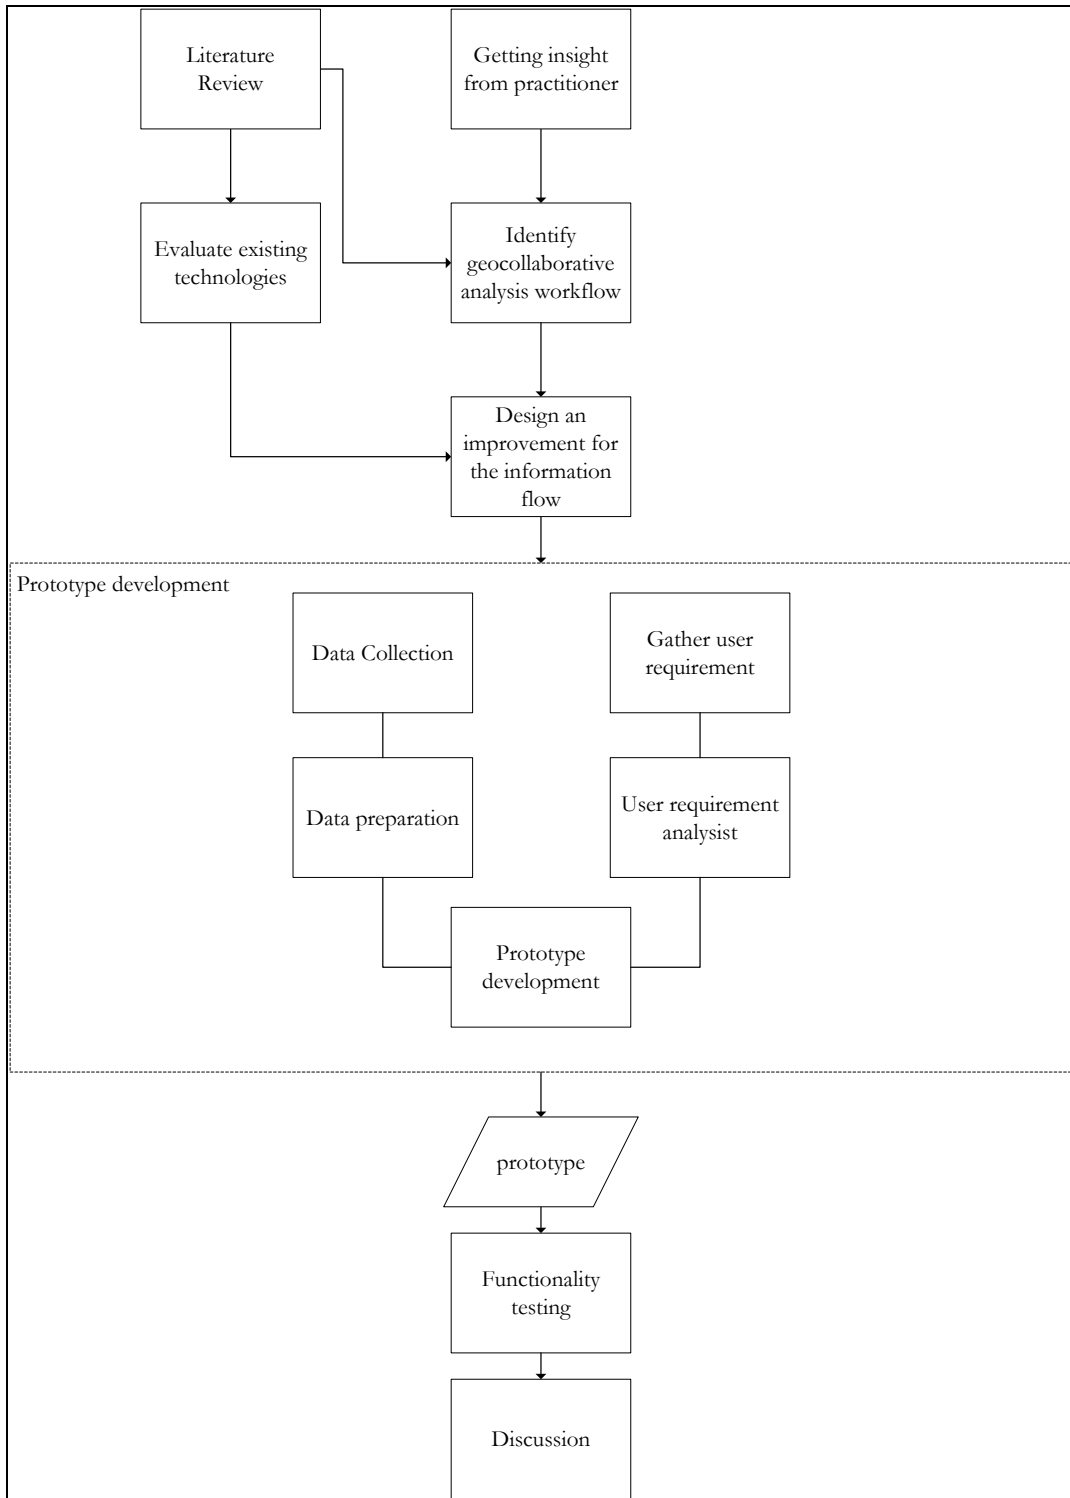 Literature
Review
Getting insight
from practitioner
Evaluate existing
technologies
Identify
geocollaborative
analysis workflow
Design an
improvement for
the information
flow
Prototype development
Data Collection
Gather user
requirement
Data preparation
User requirement
analysist
Prototype
development
prototype
Functionality
testing
Discussion